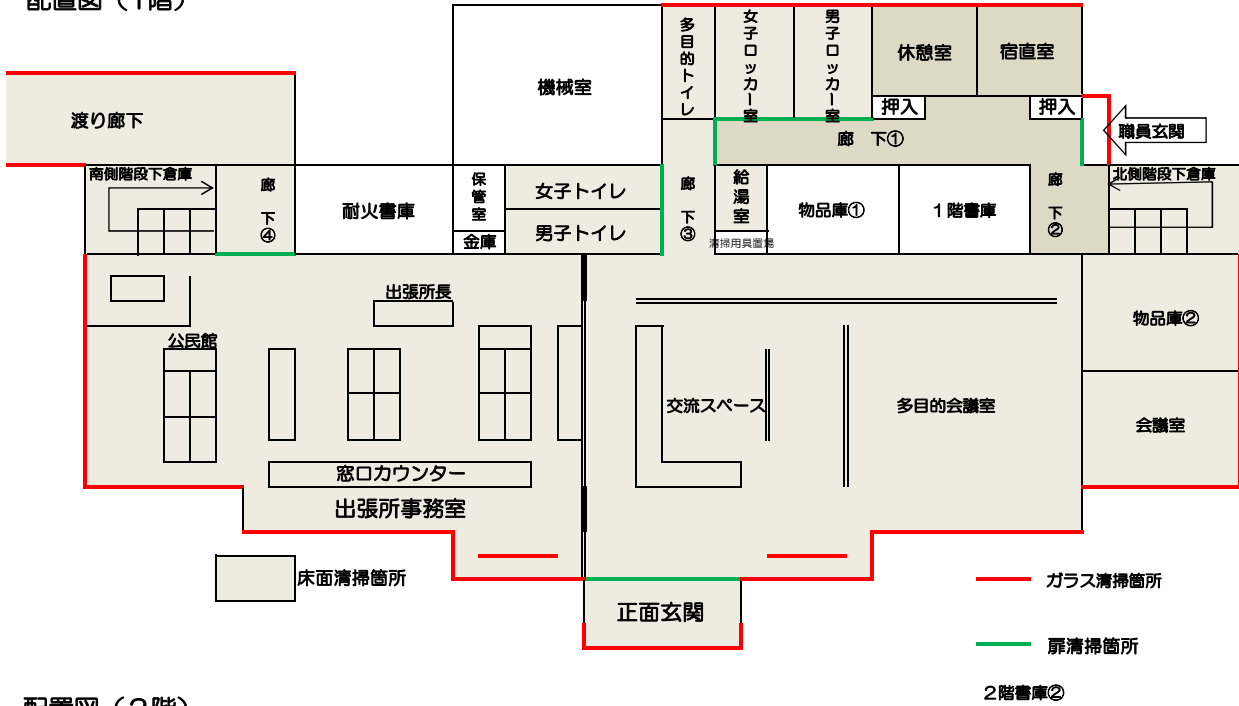 配置図（1階）
多目的トイレ
女子ロッカー室
男子ロッカー室
休憩室
宿直室
機械室
押入
押入
渡り廊下
職員玄関
廊　下①
南側階段下倉庫
廊　下④
耐火書庫
保管室
金庫
女子トイレ
男子トイレ
廊　下③
給湯室
清掃用具置場
物品庫①
１階書庫
廊　下②
北側階段下倉庫
出張所長
公民館
物品庫②
交流スペース
多目的会議室
会議室
窓口カウンター
出張所事務室
床面清掃箇所
正面玄関
ガラス清掃箇所
扉清掃箇所
２階書庫②
配置図（２階）